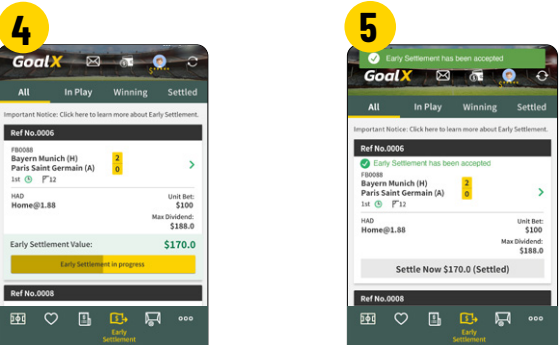 4
GoalX
$
All In Play Winning Settled
Important Notice: Click here to learn more about Early Settlement.
Ref No.0006
FB0088
Bayern Munich (H) 2
Paris Saint Germain (A) 0
1st 12
HAD Unit Bet:
Home@1.88 $100
Max Dividend:
$188.0
Early Settlement Value: $170.0
Early Settlement in progress
Ref No.0008
Early
Settlement
5
Early Settlement has been accepted
GoalX
$
All In Play Winning Settled
Important Notice: Click here to learn more about Early Settlement.
Ref No.0006
Early Settlement has been accepted
FB0088
Bayern Munich (H) 2
Paris Saint Germain (A) 0
1st 12
HAD Unit Bet:
Home@1.88 $100
Max Dividend:
$188.0
Settle Now $170.0 (Settled)
Ref No.0008
Early
Settlement